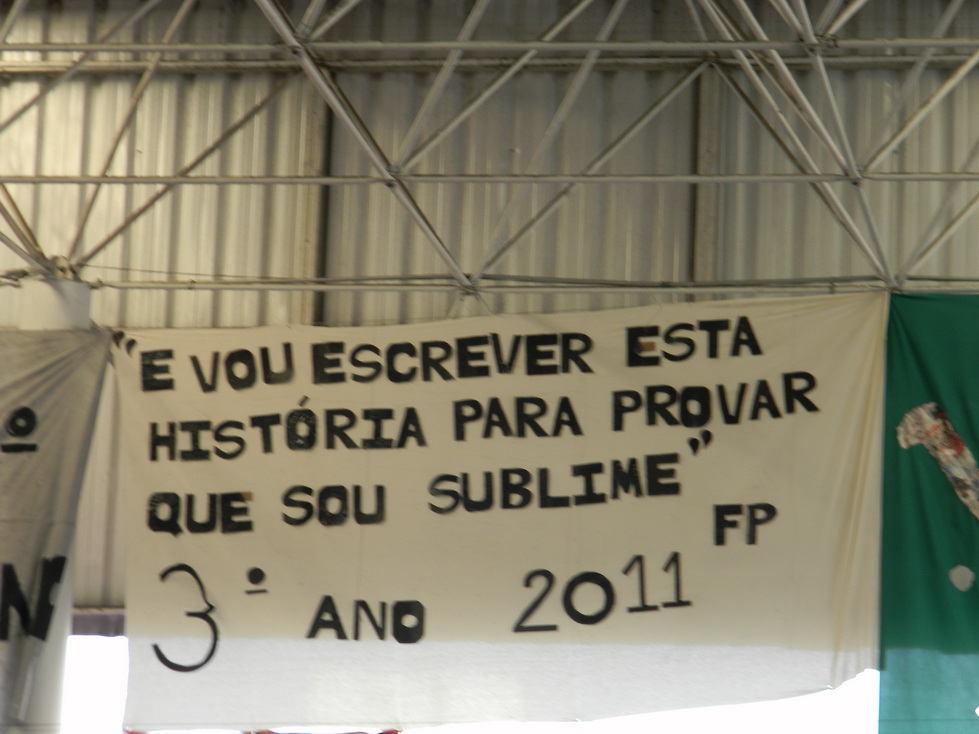 "E VOU ESCREVER ESTA
HISTÓRIA PARA PROVAR
QUE SOU SUBLIME"
FP
3º ANO 2011